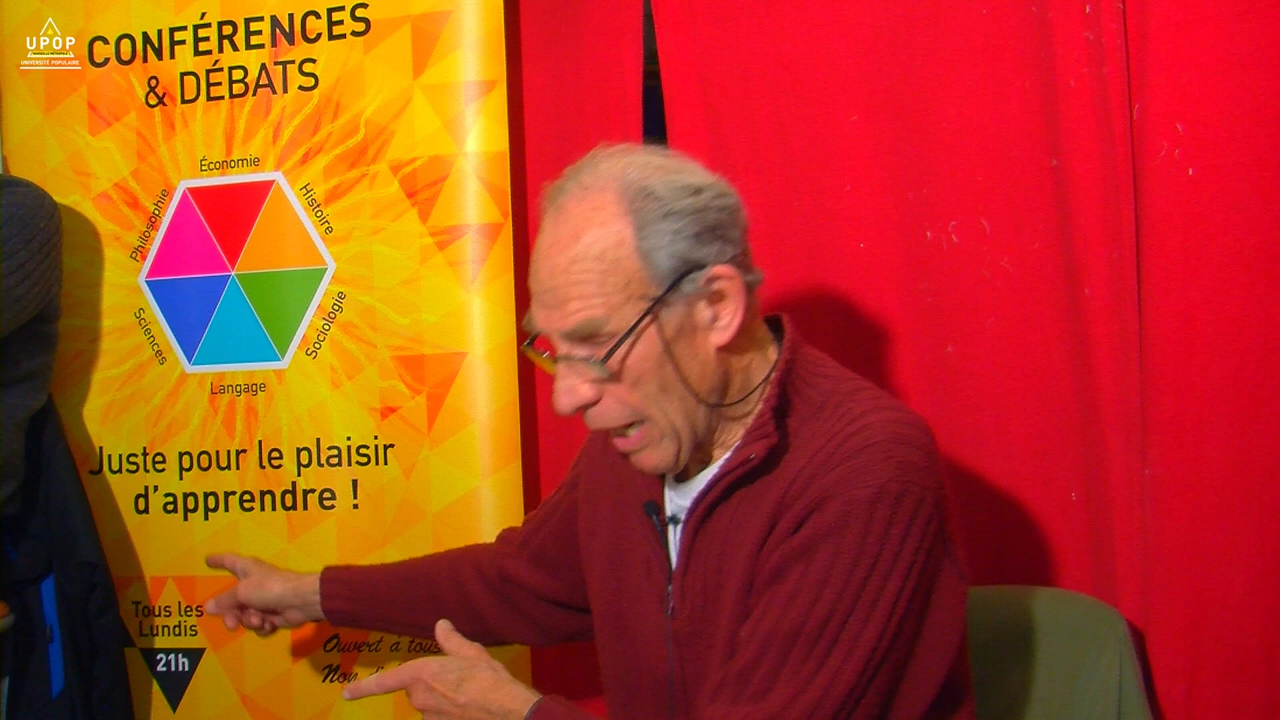 UPOP
UNIVERSITÉ POPULAIRE
CONFÉRENCES
& DÉBATS
Économie
Histoire
Philosophie
Sociologie
Sciences
Langage
Juste pour le plaisir
d'apprendre !
Tous les
Lundis
21h
Ouvert à tous